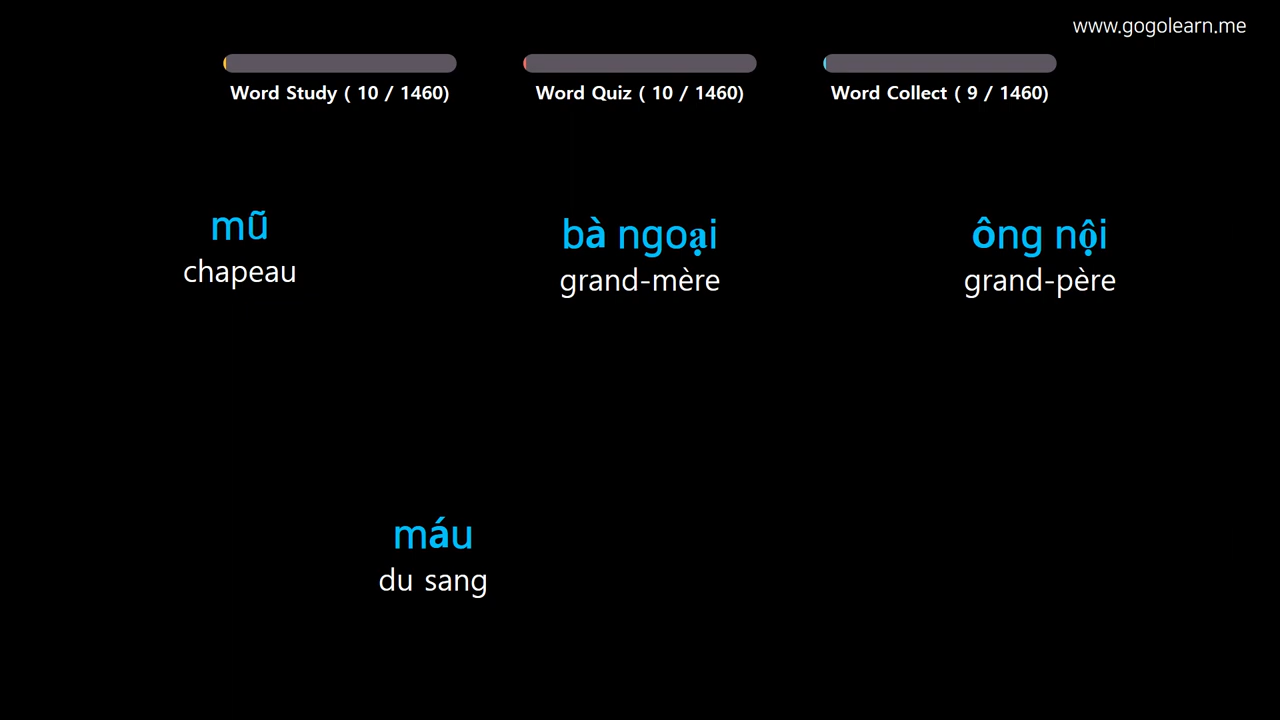 www.gogolearn.me
Word Study ( 10 / 1460)
Word Quiz ( 10 / 1460)
Word Collect ( 9 / 1460)
mũ
chapeau
bà ngoại
grand-mère
ông nội
grand-père
máu
du sang